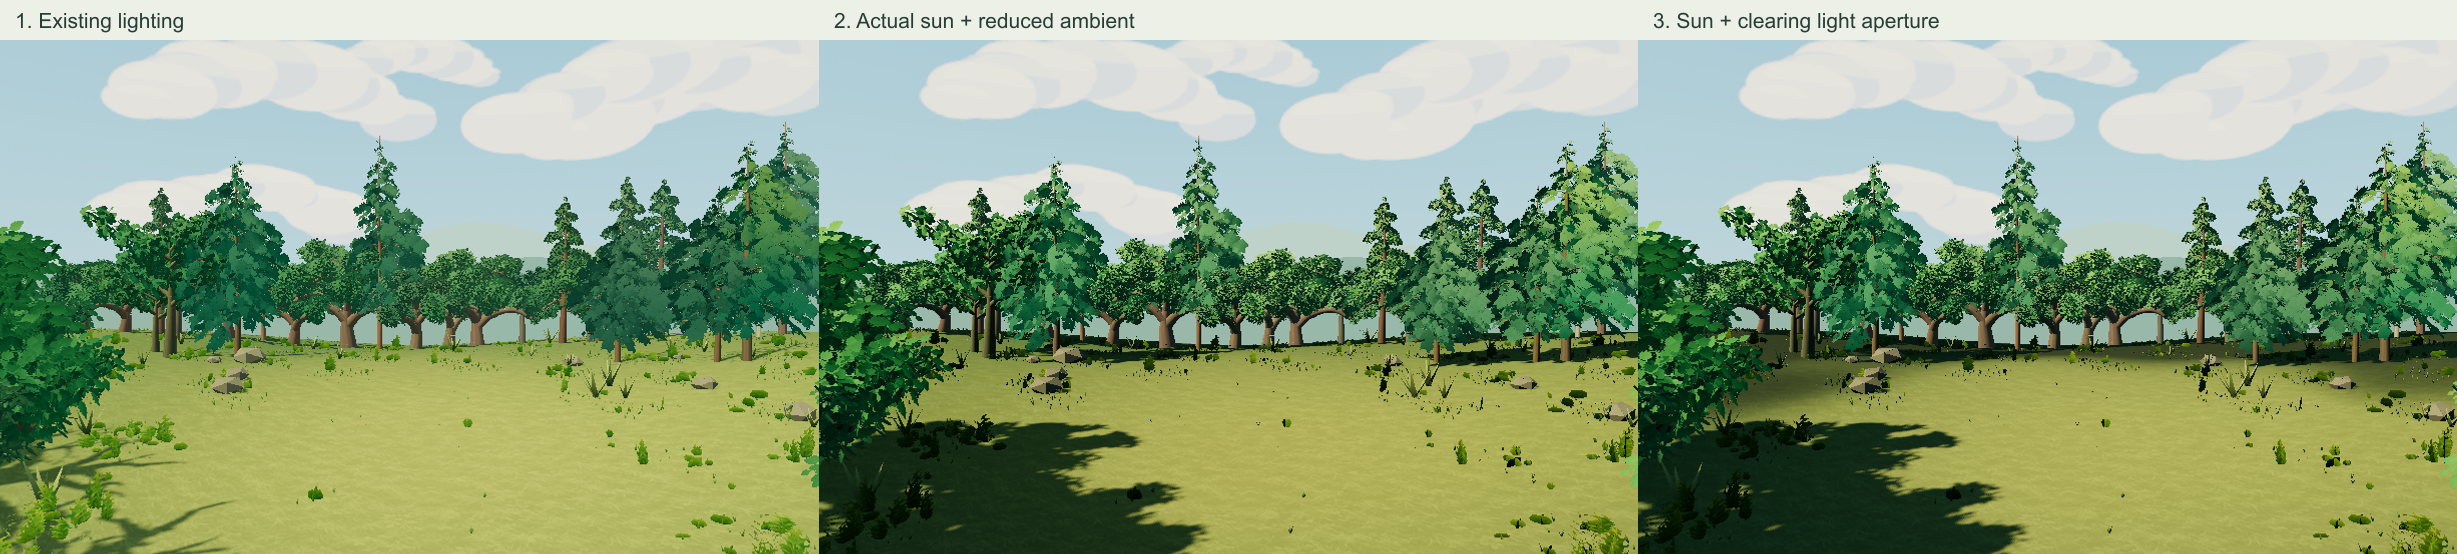 1. Existing lighting
2. Actual sun + reduced ambient
3. Sun + clearing light aperture